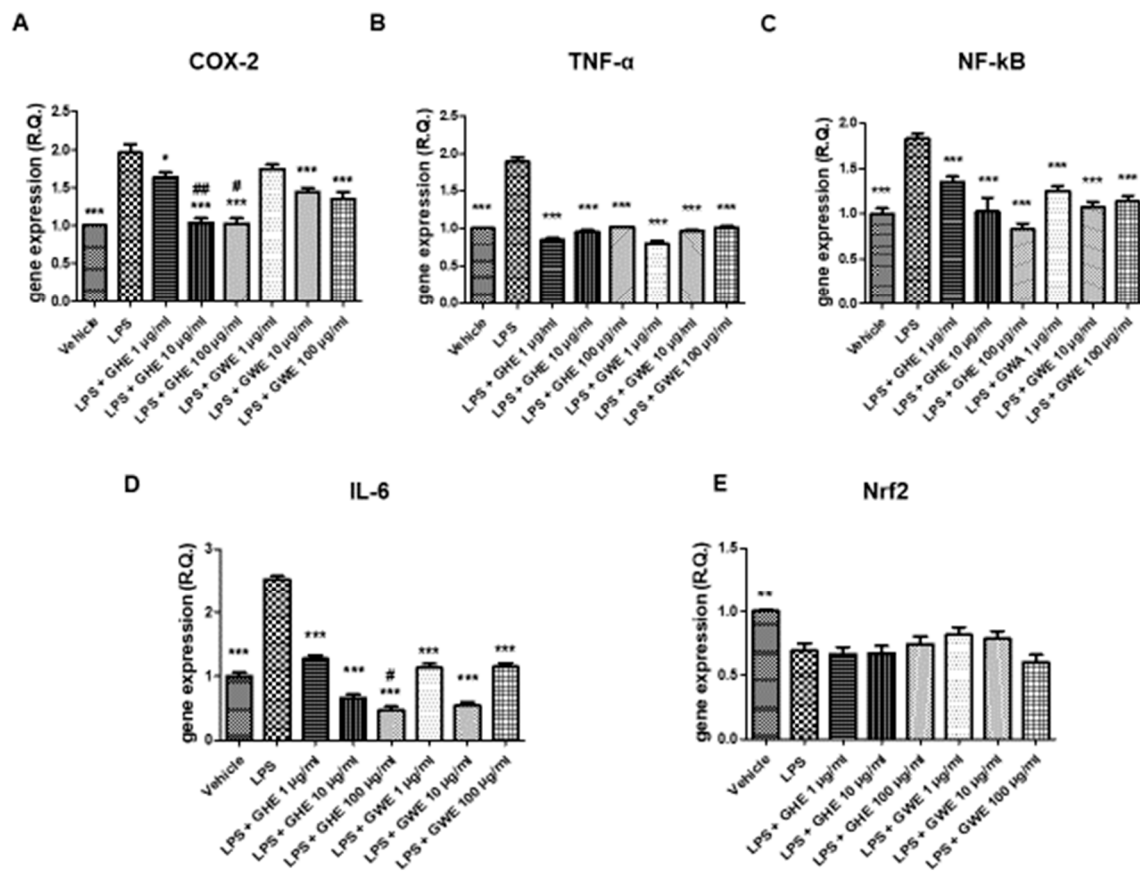 A
COX-2
gene expression (R.Q.)
2.5
2.0
1.5
1.0
0.5
0.0
***
*
##
***
#
***
***
***
Vehicle
LPS
LPS + GHE 1 µg/ml
LPS + GHE 10 µg/ml
LPS + GHE 100 µg/ml
LPS + GWE 1 µg/ml
LPS + GWE 10 µg/ml
LPS + GWE 100 µg/ml
B
TNF-α
gene expression (R.Q.)
2.5
2.0
1.5
1.0
0.5
0.0
***
***
***
***
***
***
***
Vehicle
LPS
LPS + GHE 1 µg/ml
LPS + GHE 10 µg/ml
LPS + GHE 100 µg/ml
LPS + GWE 1 µg/ml
LPS + GWE 10 µg/ml
LPS + GWE 100 µg/ml
C
NF-kB
gene expression (R.Q.)
2.0
1.5
1.0
0.5
0.0
***
***
***
***
***
***
***
Vehicle
LPS
LPS + GHE 1 µg/ml
LPS + GHE 10 µg/ml
LPS + GHE 100 µg/ml
LPS + GWA 1 µg/ml
LPS + GWE 10 µg/ml
LPS + GWE 100 µg/ml
D
IL-6
gene expression (R.Q.)
3
2
1
0
***
***
***
#
***
***
***
***
Vehicle
LPS
LPS + GHE 1 µg/ml
LPS + GHE 10 µg/ml
LPS + GHE 100 µg/ml
LPS + GWE 1 µg/ml
LPS + GWE 10 µg/ml
LPS + GWE 100 µg/ml
E
Nrf2
gene expression (R.Q.)
1.5
1.0
0.5
0.0
**
Vehicle
LPS
LPS + GHE 1 µg/ml
LPS + GHE 10 µg/ml
LPS + GHE 100 µg/ml
LPS + GWE 1 µg/ml
LPS + GWE 10 µg/ml
LPS + GWE 100 µg/ml